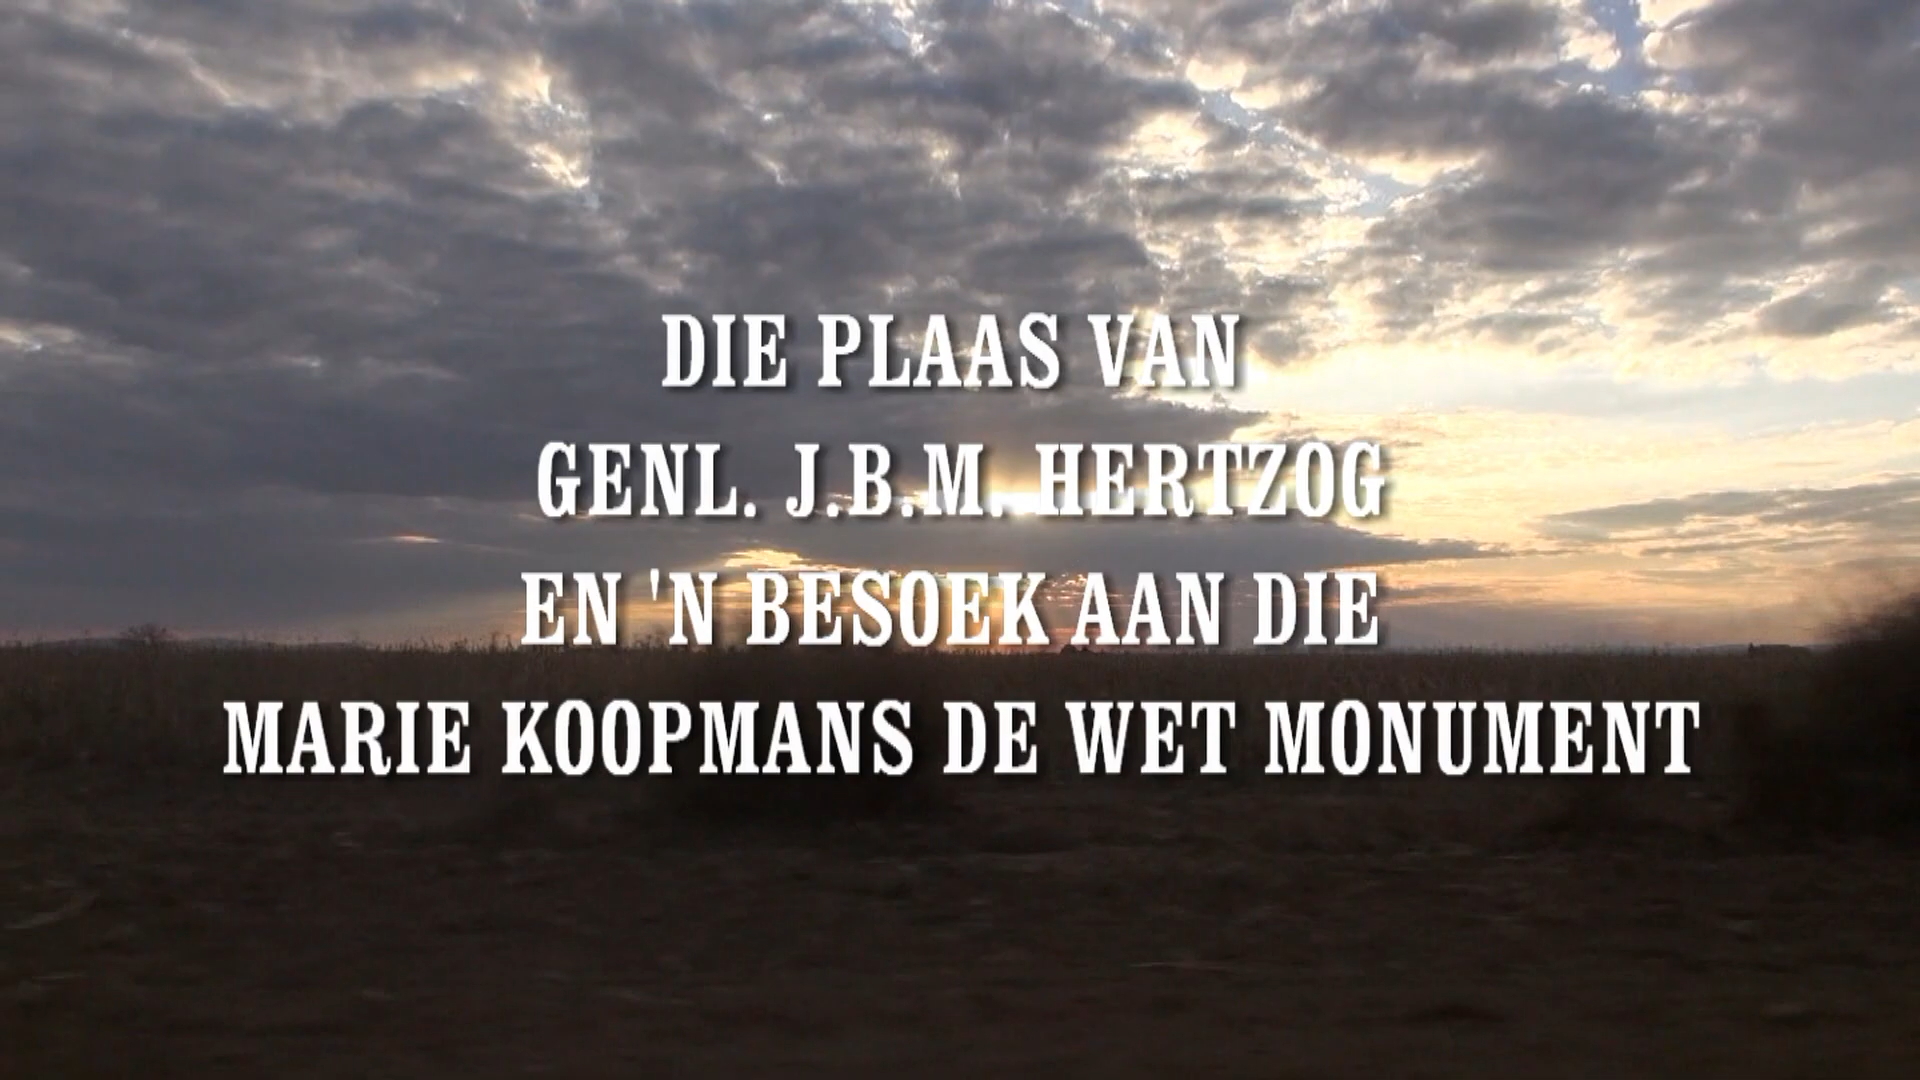 DIE PLAAS VAN
GENL. J.B.M. HERTZOG
EN 'N BESOEK AAN DIE
MARIE KOOPMANS DE WET MONUMENT